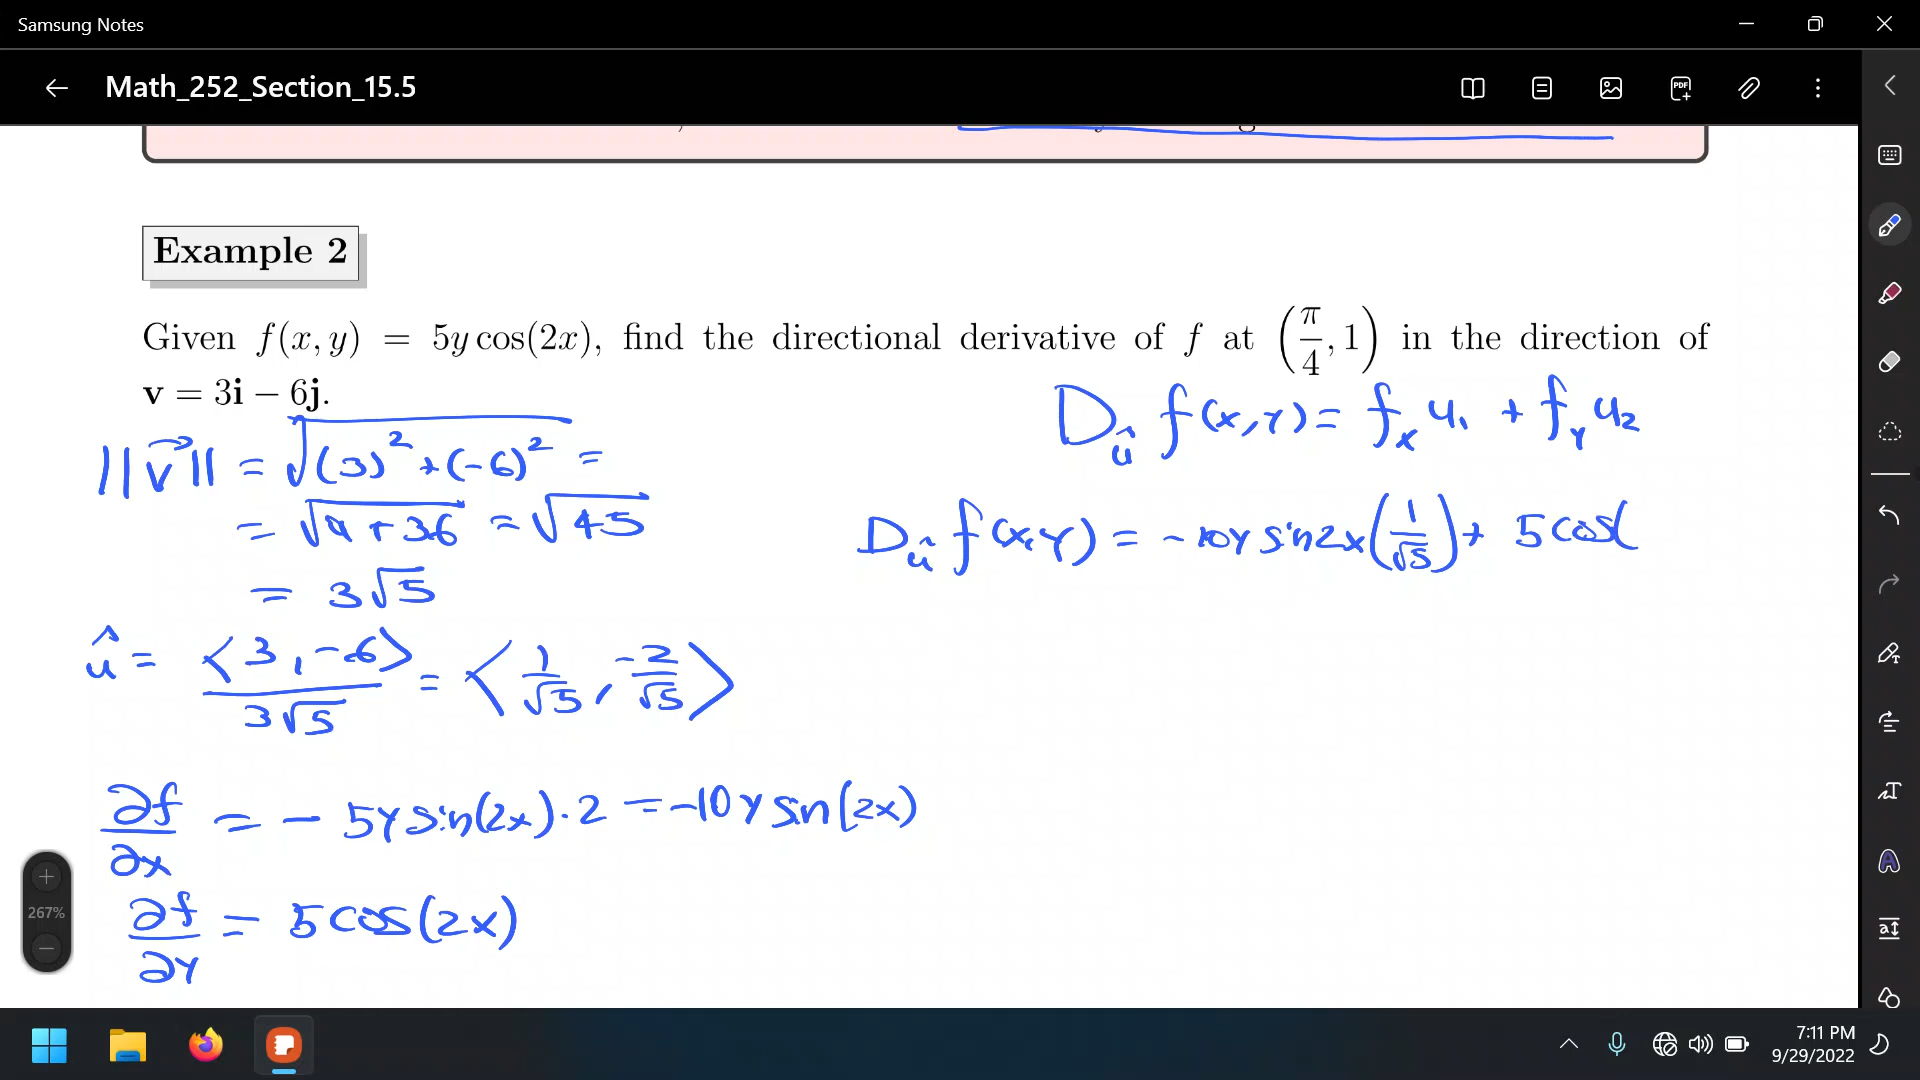 Samsung Notes
Math_252_Section_15.5
Example 2
Given f(x, y) = 5y cos(2x), find the directional derivative of f at (π/4, 1) in the direction of
v = 3i − 6j.
D_û f(x,y) = f_x u_1 + f_y u_2
||v⃗|| = √((3)² + (-6)²) =
= √(9 + 36) = √45
D_û f(x,y) = -10y sin2x (1/√5) + 5cos(
= 3√5
û = <3, -6> / 3√5 = <1/√5, -2/√5>
∂f/∂x = - 5y sin(2x)·2 = -10y sin(2x)
∂f/∂y = 5cos(2x)
267%
7:11 PM
9/29/2022